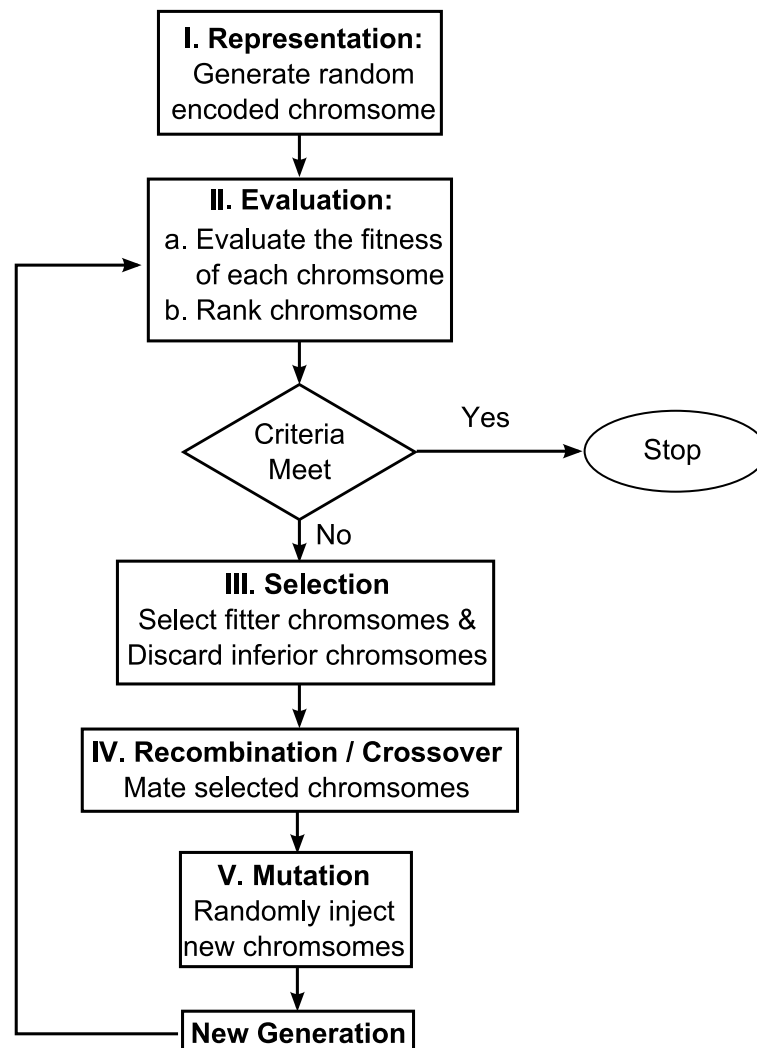 I. Representation:
Generate random
encoded chromsome
II. Evaluation:
a. Evaluate the fitness
of each chromsome
b. Rank chromsome
Criteria
Meet
Yes
Stop
No
III. Selection
Select fitter chromsomes &
Discard inferior chromsomes
IV. Recombination / Crossover
Mate selected chromsomes
V. Mutation
Randomly inject
new chromsomes
New Generation